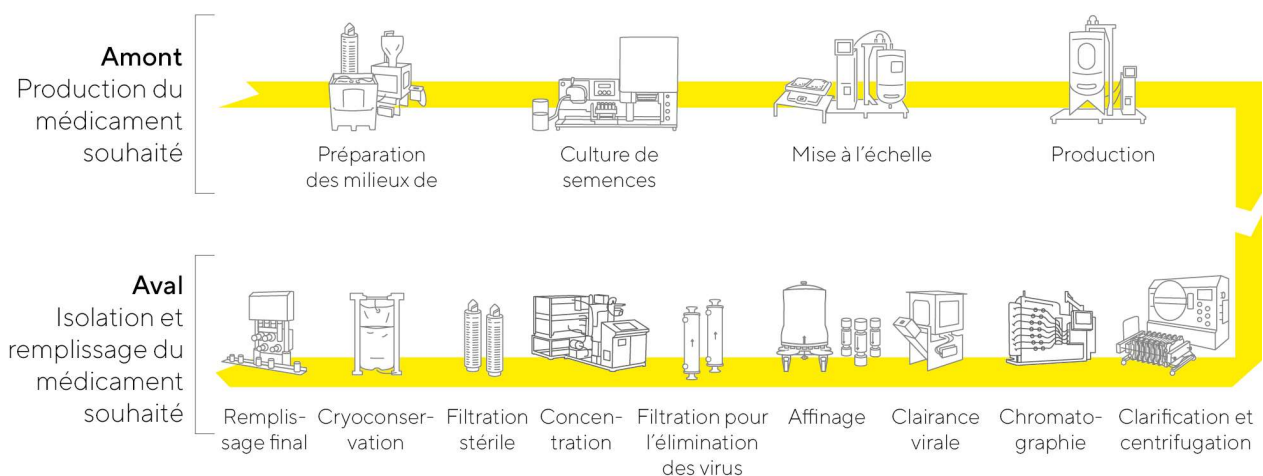 Amont
Production du
médicament
souhaité
Préparation
des milieux de
Culture de
semences
Mise à l'échelle
Production
Aval
Isolation et
remplissage du
médicament
souhaité
Remplis-
sage final
Cryoconser-
vation
Filtration
stérile
Concen-
tration
Filtration pour
l'élimination
des virus
Affinage
Clairance
virale
Chromato-
graphie
Clarification et
centrifugation